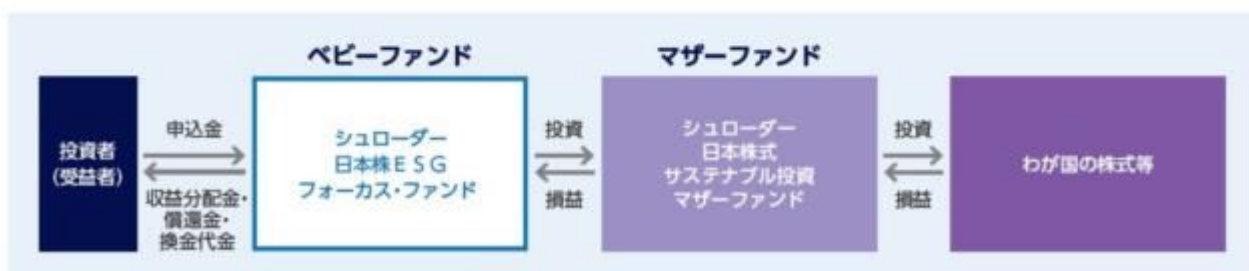 ベビーファンド
マザーファンド
投資者
(受益者)
申込金
収益分配金・
償還金・
換金代金
シュローダー
日本株ESG
フォーカス・ファンド
投資
損益
シュローダー
日本株式
サステナブル投資
マザーファンド
投資
損益
わが国の株式等